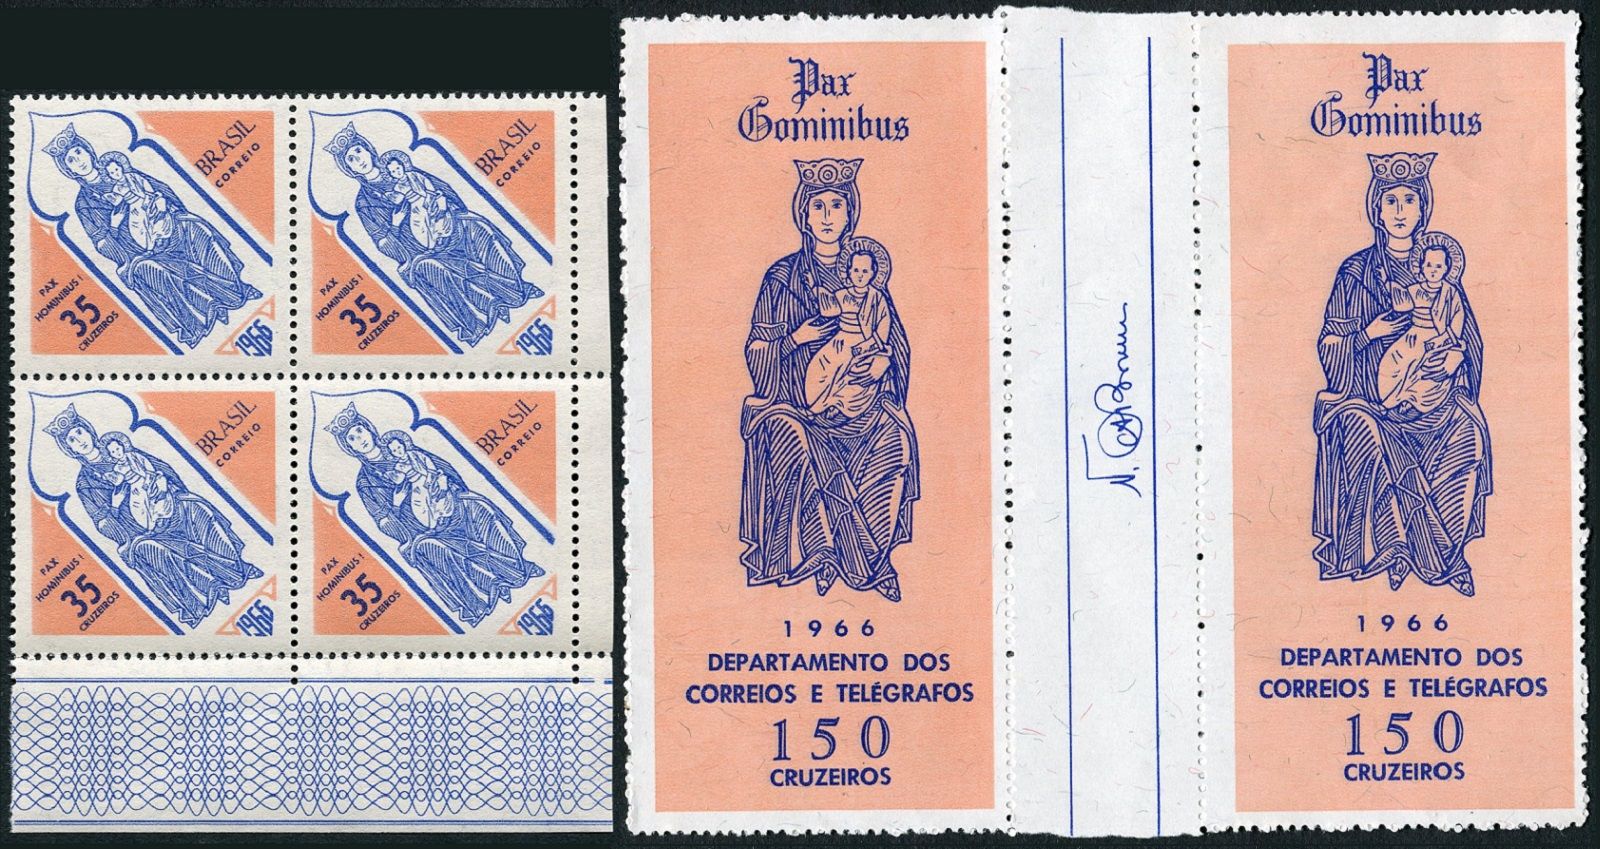 BRASIL
CORREIO
PAX
HOMINIBUS!
35
CRUZEIROS
1966
BRASIL
CORREIO
PAX
HOMINIBUS!
35
CRUZEIROS
1966
BRASIL
CORREIO
PAX
HOMINIBUS!
35
CRUZEIROS
1966
BRASIL
CORREIO
PAX
HOMINIBUS!
35
CRUZEIROS
1966
Pax
Gominibus
1966
DEPARTAMENTO DOS
CORREIOS E TELÉGRAFOS
150
CRUZEIROS
Pax
Gominibus
1966
DEPARTAMENTO DOS
CORREIOS E TELÉGRAFOS
150
CRUZEIROS